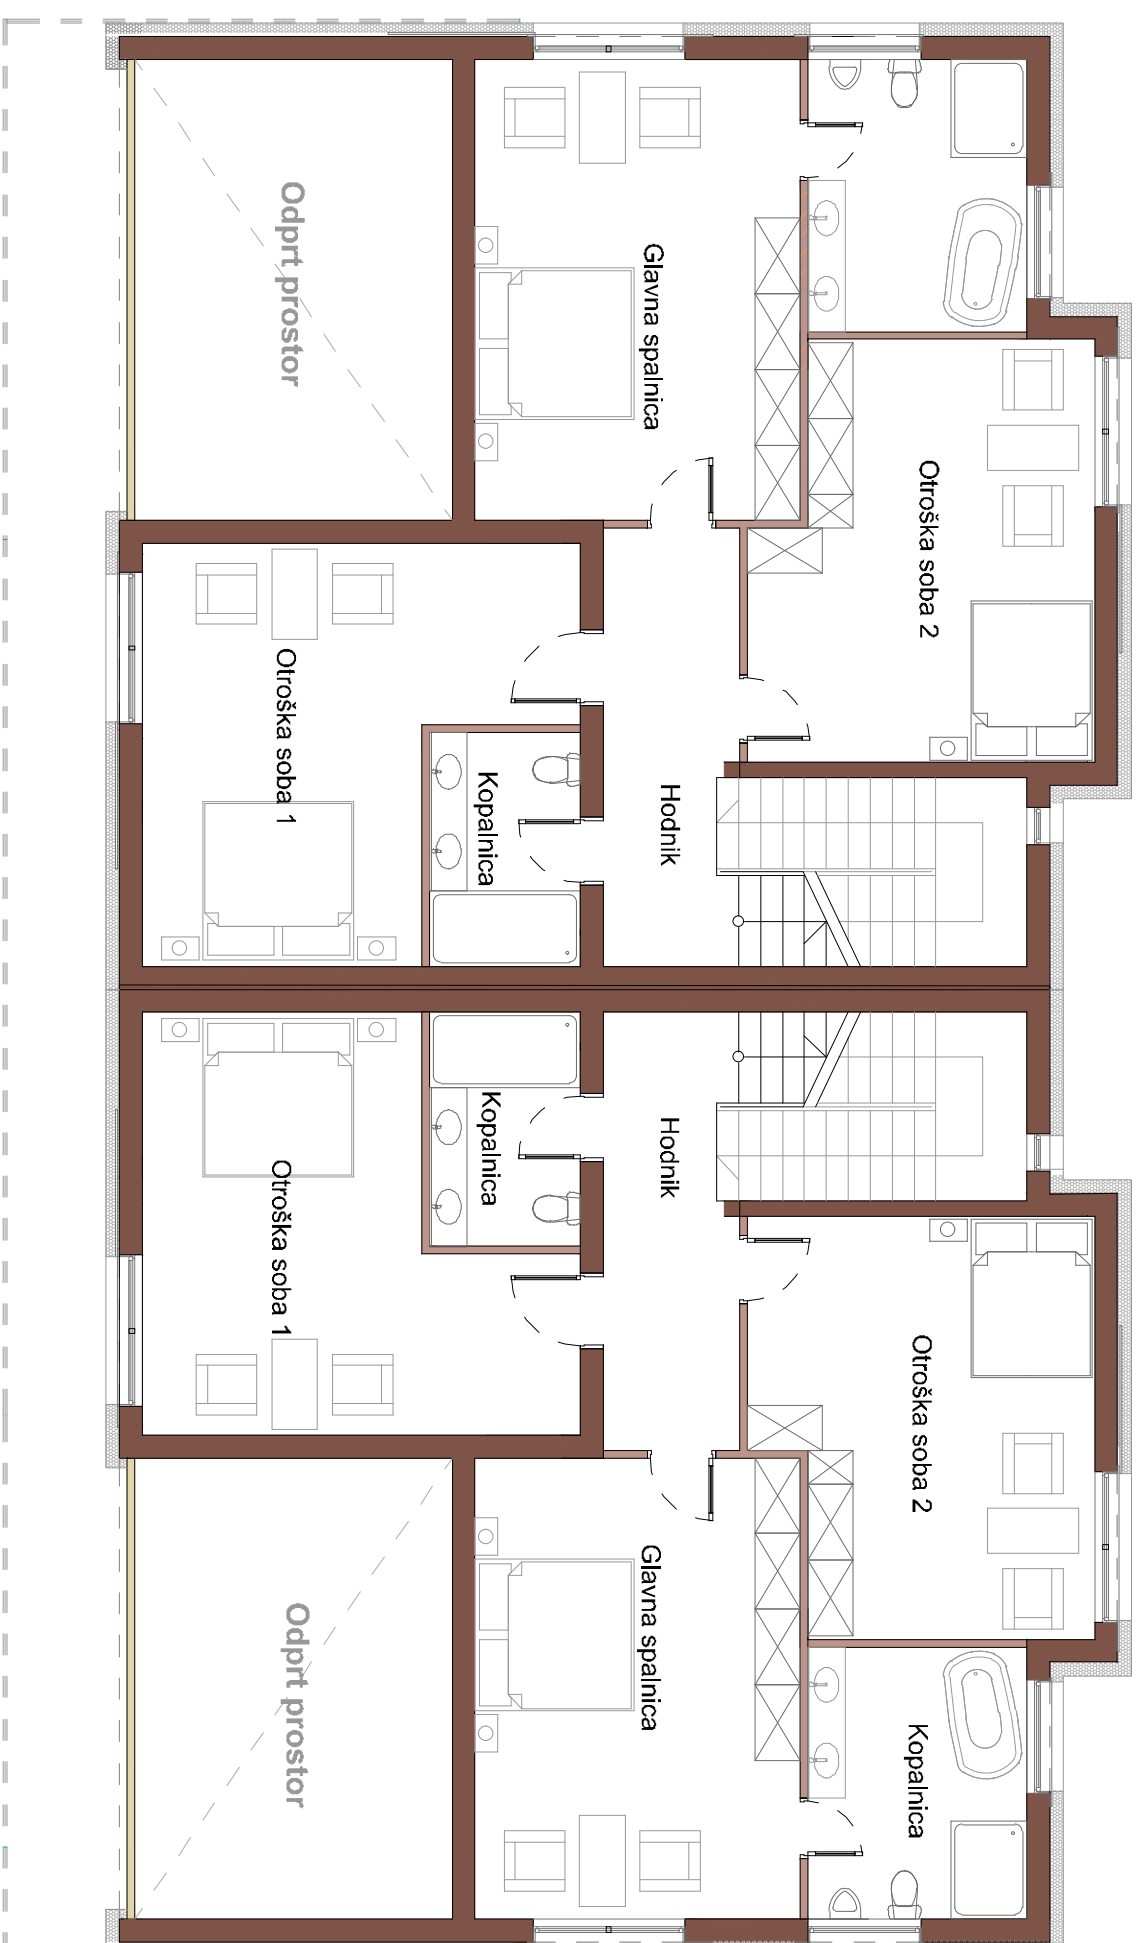 Odprt prostor
Glavna spalnica
Otroška soba 2
Otroška soba 1
Kopalnica
Hodnik
Kopalnica
Hodnik
Otroška soba 1
Otroška soba 2
Glavna spalnica
Odprt prostor
Kopalnica